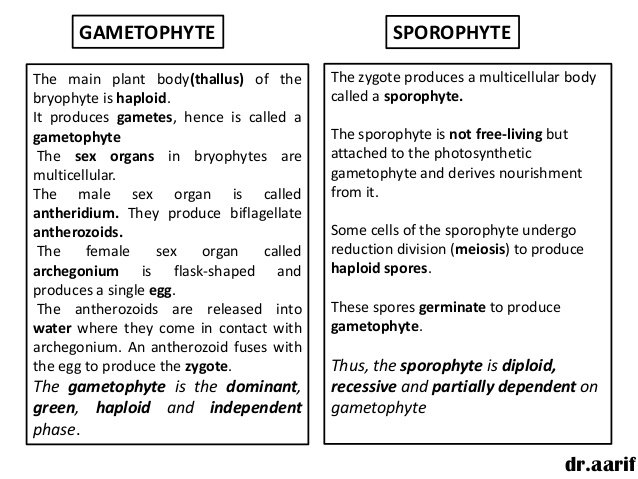 GAMETOPHYTE
The main plant body(thallus) of the
bryophyte is haploid.
It produces gametes, hence is called a
gametophyte
The sex organs in bryophytes are
multicellular.
The male sex organ is called
antheridium. They produce biflagellate
antherozoids.
The female sex organ called
archegonium is flask-shaped and
produces a single egg.
The antherozoids are released into
water where they come in contact with
archegonium. An antherozoid fuses with
the egg to produce the zygote.
The gametophyte is the dominant,
green, haploid and independent
phase.
SPOROPHYTE
The zygote produces a multicellular body
called a sporophyte.
The sporophyte is not free-living but
attached to the photosynthetic
gametophyte and derives nourishment
from it.
Some cells of the sporophyte undergo
reduction division (meiosis) to produce
haploid spores.
These spores germinate to produce
gametophyte.
Thus, the sporophyte is diploid,
recessive and partially dependent on
gametophyte
dr.aarif